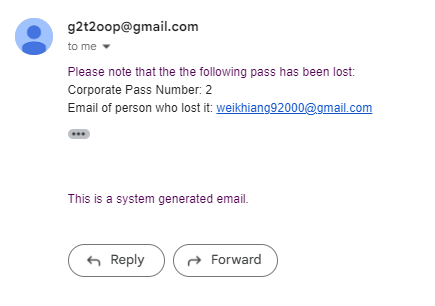 g2t2oop@gmail.com
to me
Please note that the the following pass has been lost:
Corporate Pass Number: 2
Email of person who lost it: weikhiang92000@gmail.com
This is a system generated email.
Reply
Forward